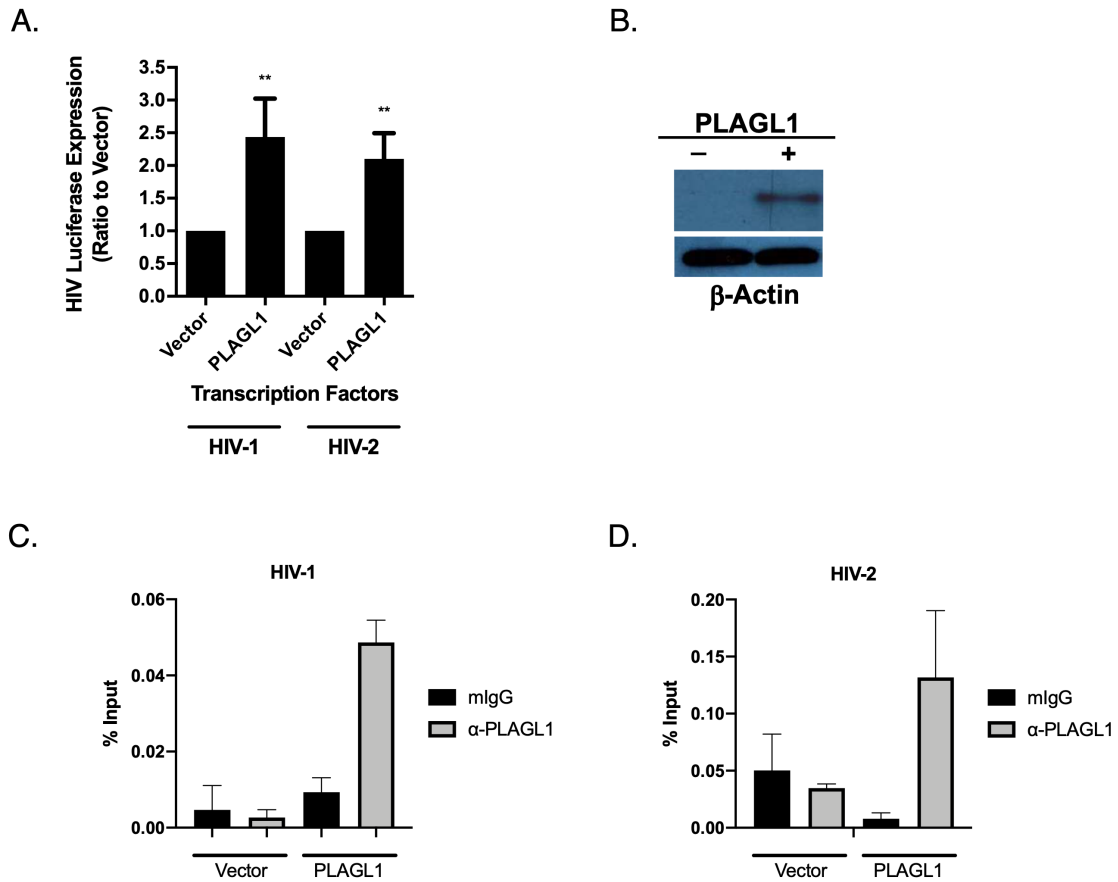 A.
HIV Luciferase Expression
(Ratio to Vector)
3.5
3.0
2.5
2.0
1.5
1.0
0.5
0.0
**
**
Vector
PLAGL1
Vector
PLAGL1
Transcription Factors
HIV-1
HIV-2
B.
PLAGL1
– +
β-Actin
C.
HIV-1
% Input
0.06
0.04
0.02
0.00
mIgG
α-PLAGL1
Vector
PLAGL1
D.
HIV-2
% Input
0.20
0.15
0.10
0.05
0.00
mIgG
α-PLAGL1
Vector
PLAGL1